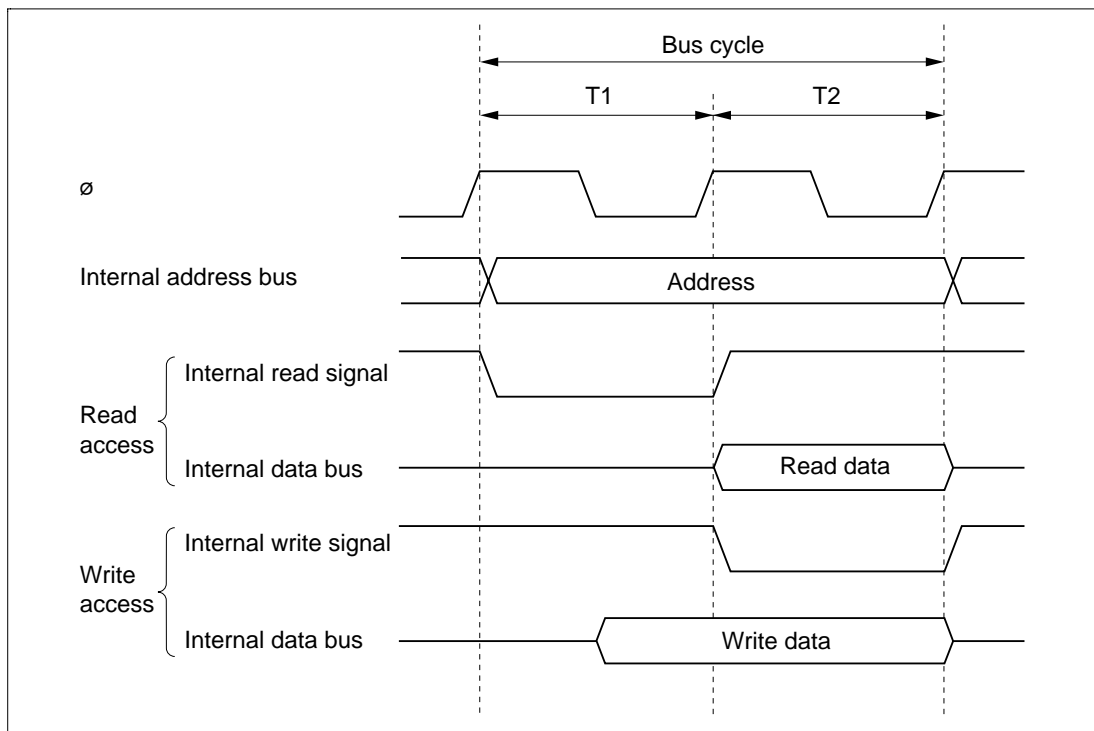 Bus cycle
T1
T2
ø
Internal address bus
Address
Read
access
Internal read signal
Internal data bus
Read data
Write
access
Internal write signal
Internal data bus
Write data